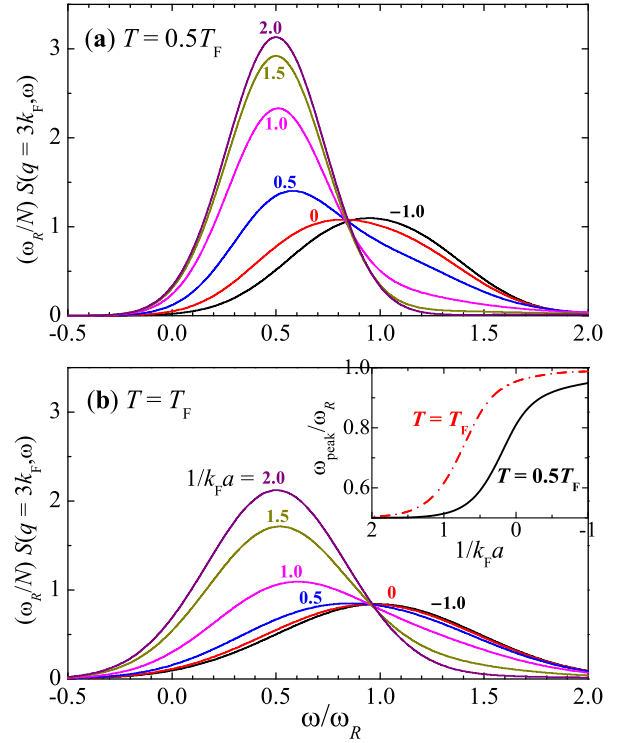 (a) T = 0.5T_F
2.0
1.5
1.0
0.5
0
−1.0
(ω_R/N) S(q = 3k_F,ω)
3
2
1
0
-0.5 0.0 0.5 1.0 1.5 2.0
(b) T = T_F
1/k_Fa = 2.0
1.5
1.0
0.5
0
−1.0
(ω_R/N) S(q = 3k_F,ω)
3
2
1
0
-0.5 0.0 0.5 1.0 1.5 2.0
ω/ω_R
ω_peak/ω_R
1.0
0.8
0.6
T = T_F
T = 0.5T_F
2 1 0 -1
1/k_Fa